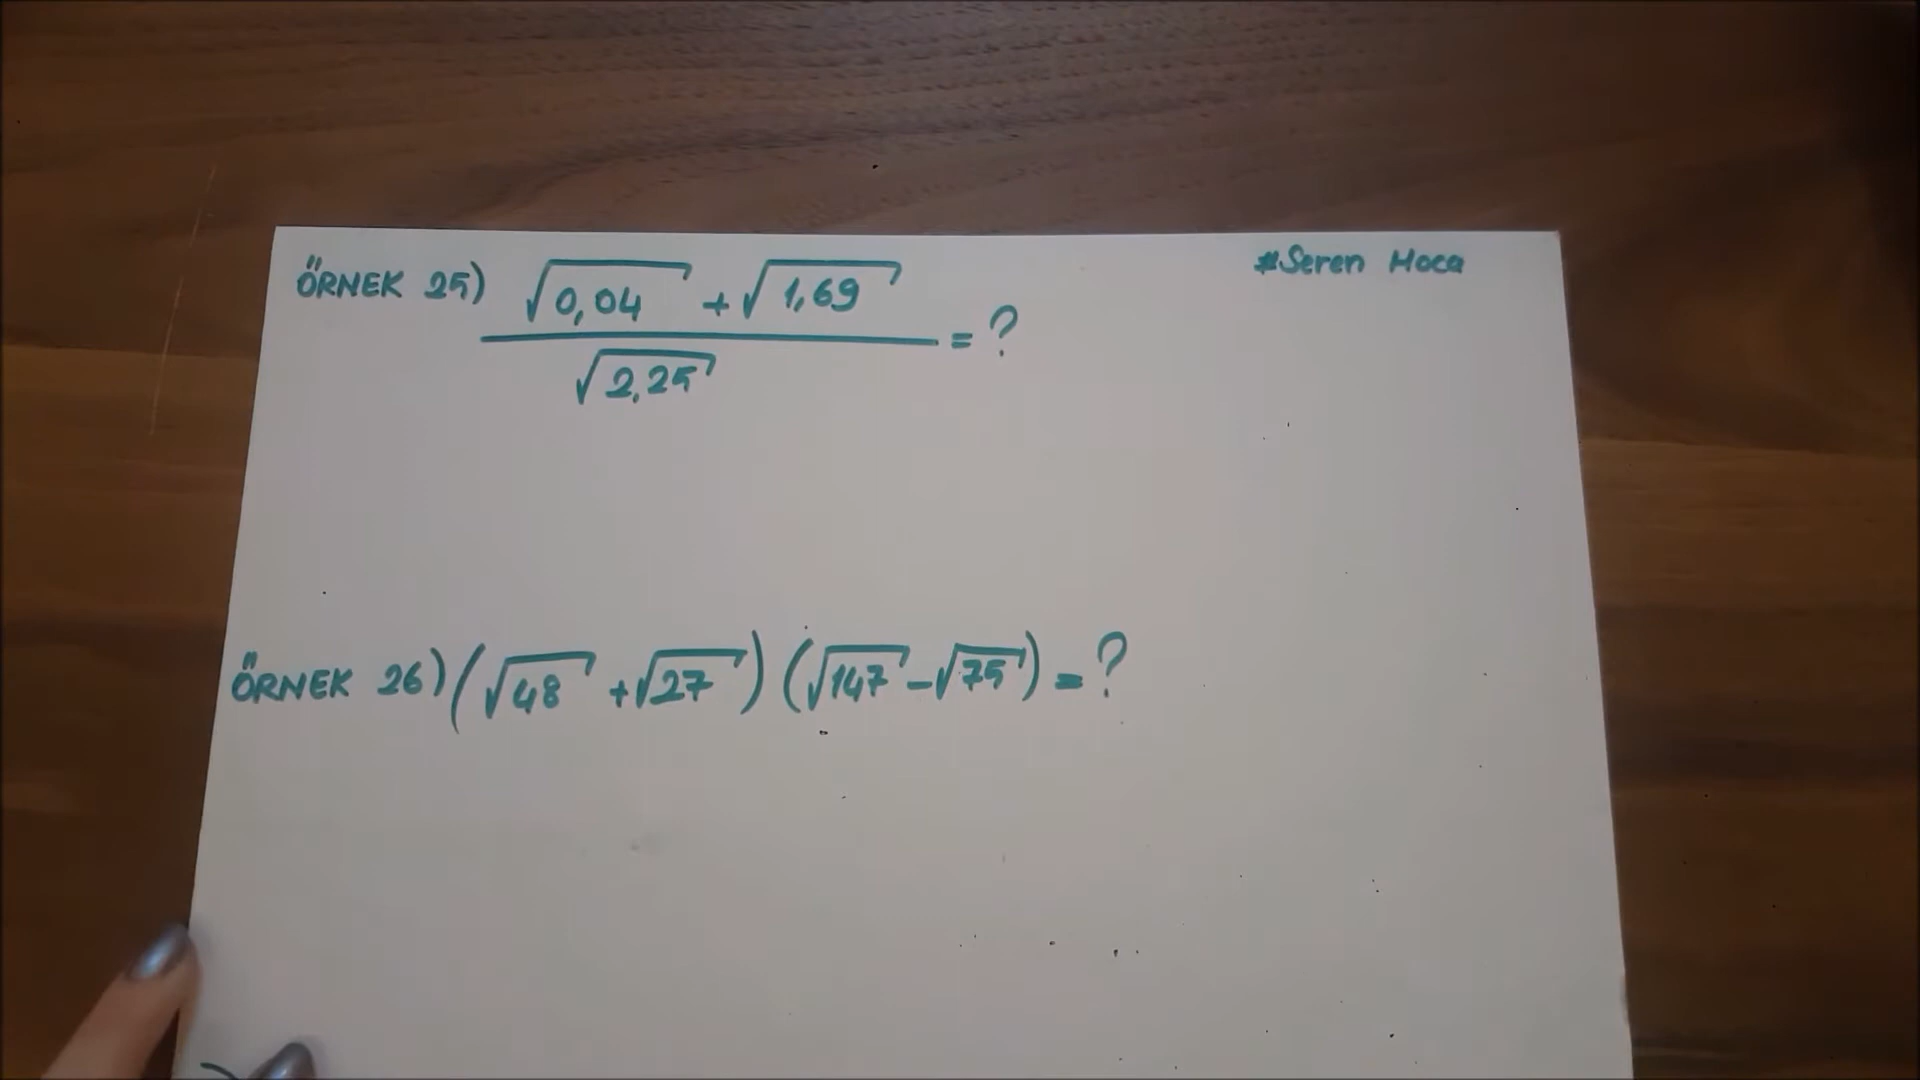 ÖRNEK 25) √0,04 + √1,69 = ?
√2,25
#Seren Hoca
ÖRNEK 26) (√48 + √27) (√147 - √75) = ?